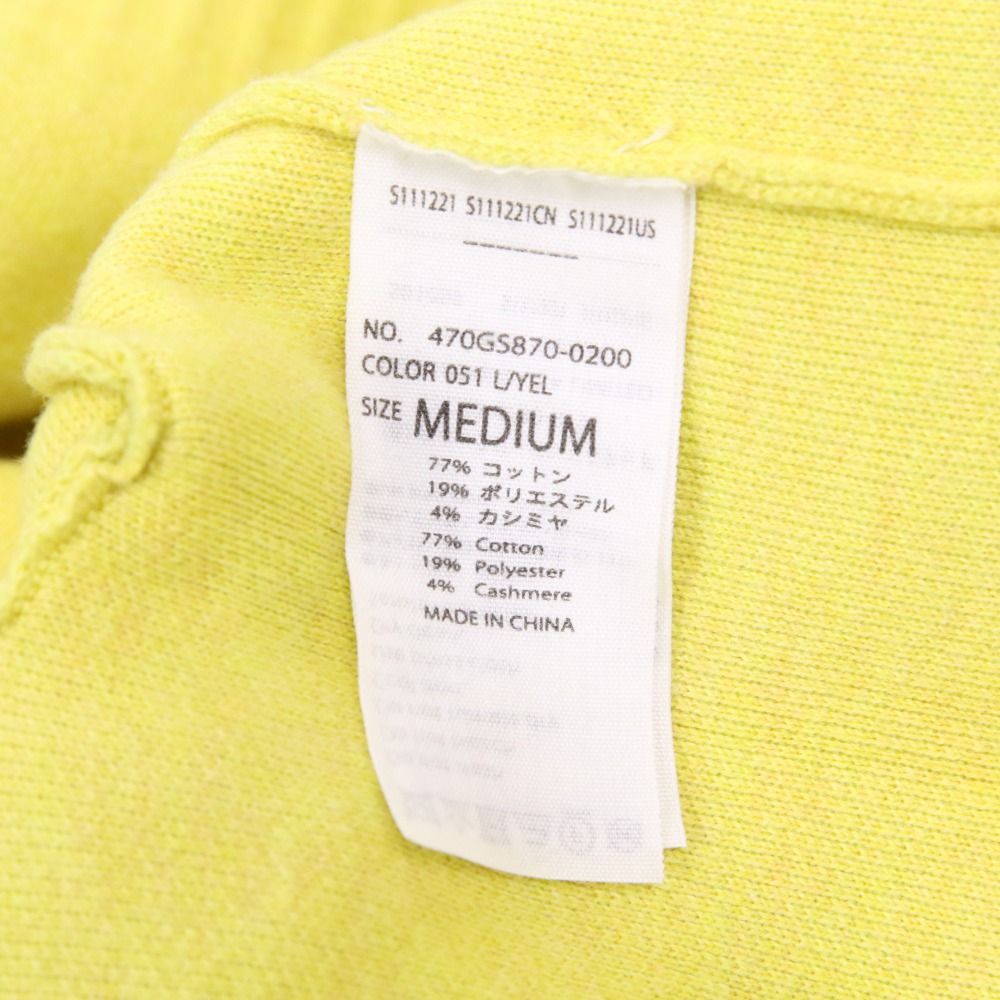 S111221 S111221CN S111221US
NO. 470GS870-0200
COLOR 051 L/YEL
SIZE MEDIUM
77% コットン
19% ポリエステル
4% カシミヤ
77% Cotton
19% Polyester
4% Cashmere
MADE IN CHINA